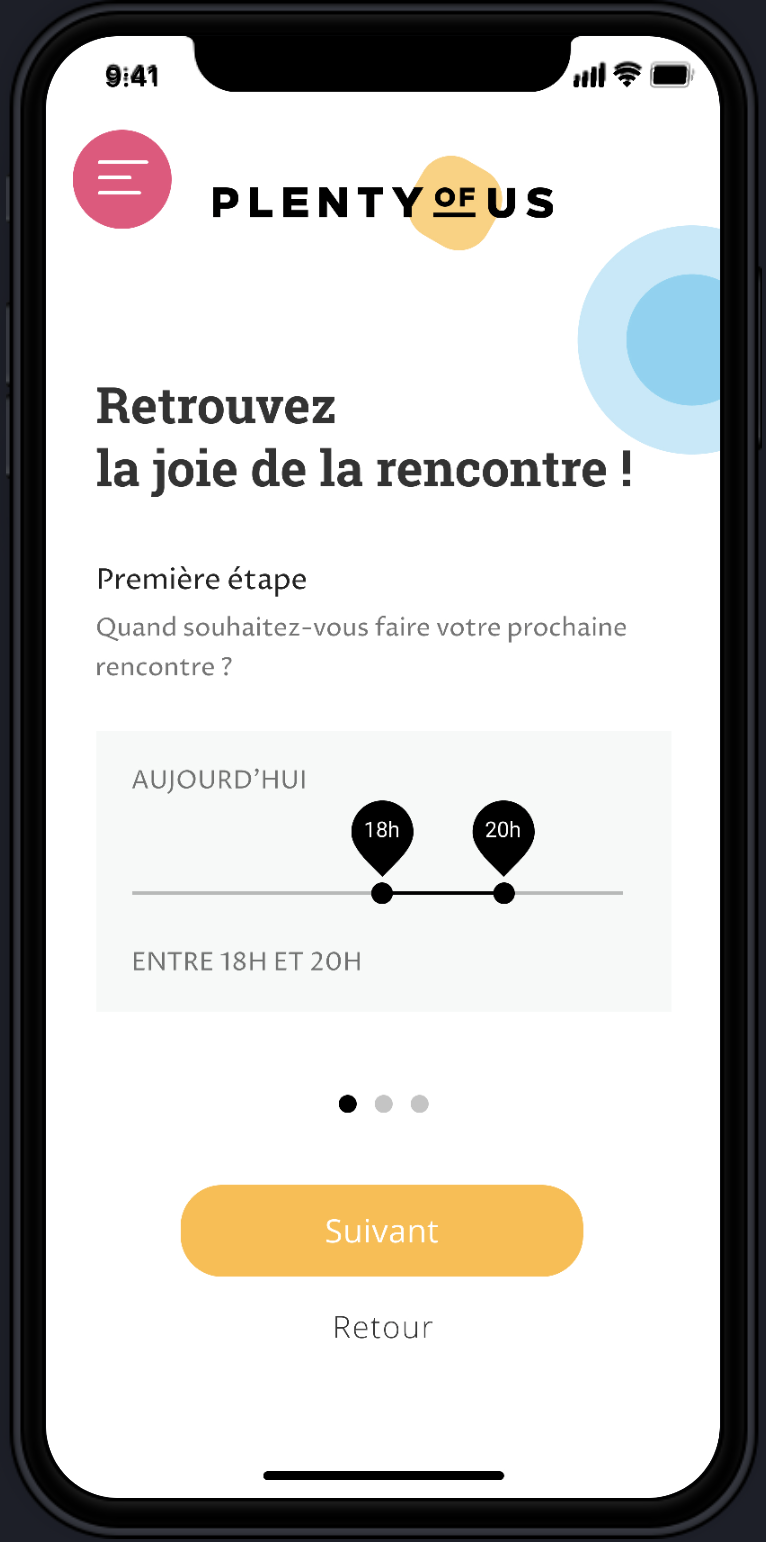 9:41
PLENTY OF US
Retrouvez
la joie de la rencontre !
Première étape
Quand souhaitez-vous faire votre prochaine
rencontre ?
AUJOURD’HUI
18h 20h
ENTRE 18H ET 20H
Suivant
Retour